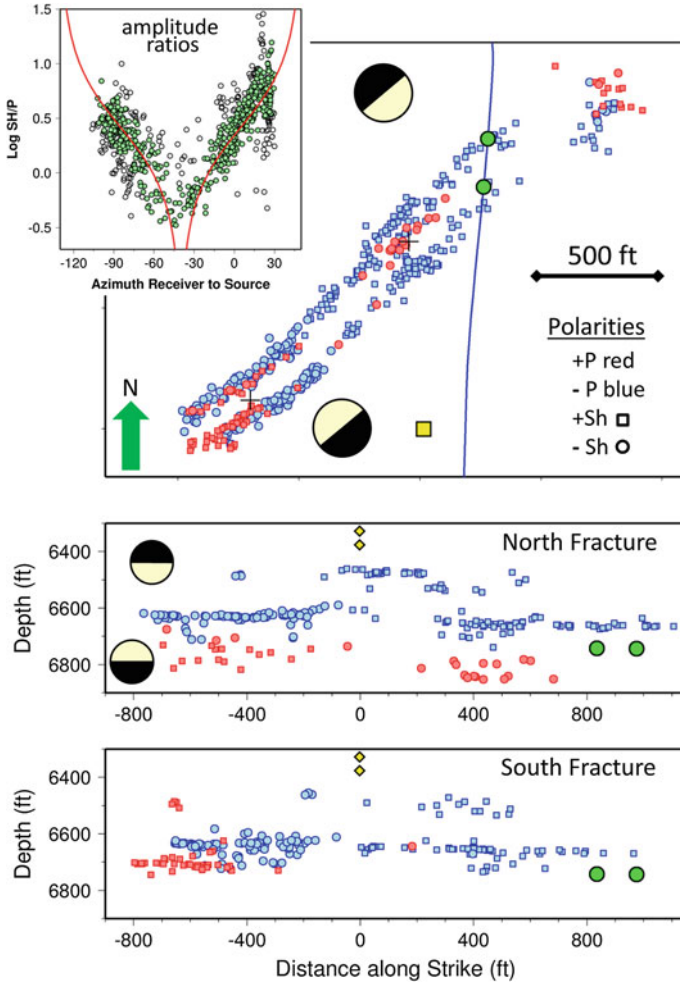 1.5
1.0
0.5
0.0
-0.5
Log SH/P
amplitude
ratios
-120 -90 -60 -30 0 30
Azimuth Receiver to Source
500 ft
Polarities
+P red
- P blue
+Sh
- Sh
N
North Fracture
6400
6600
6800
Depth (ft)
-800 -400 0 400 800
South Fracture
6400
6600
6800
Depth (ft)
-800 -400 0 400 800
Distance along Strike (ft)